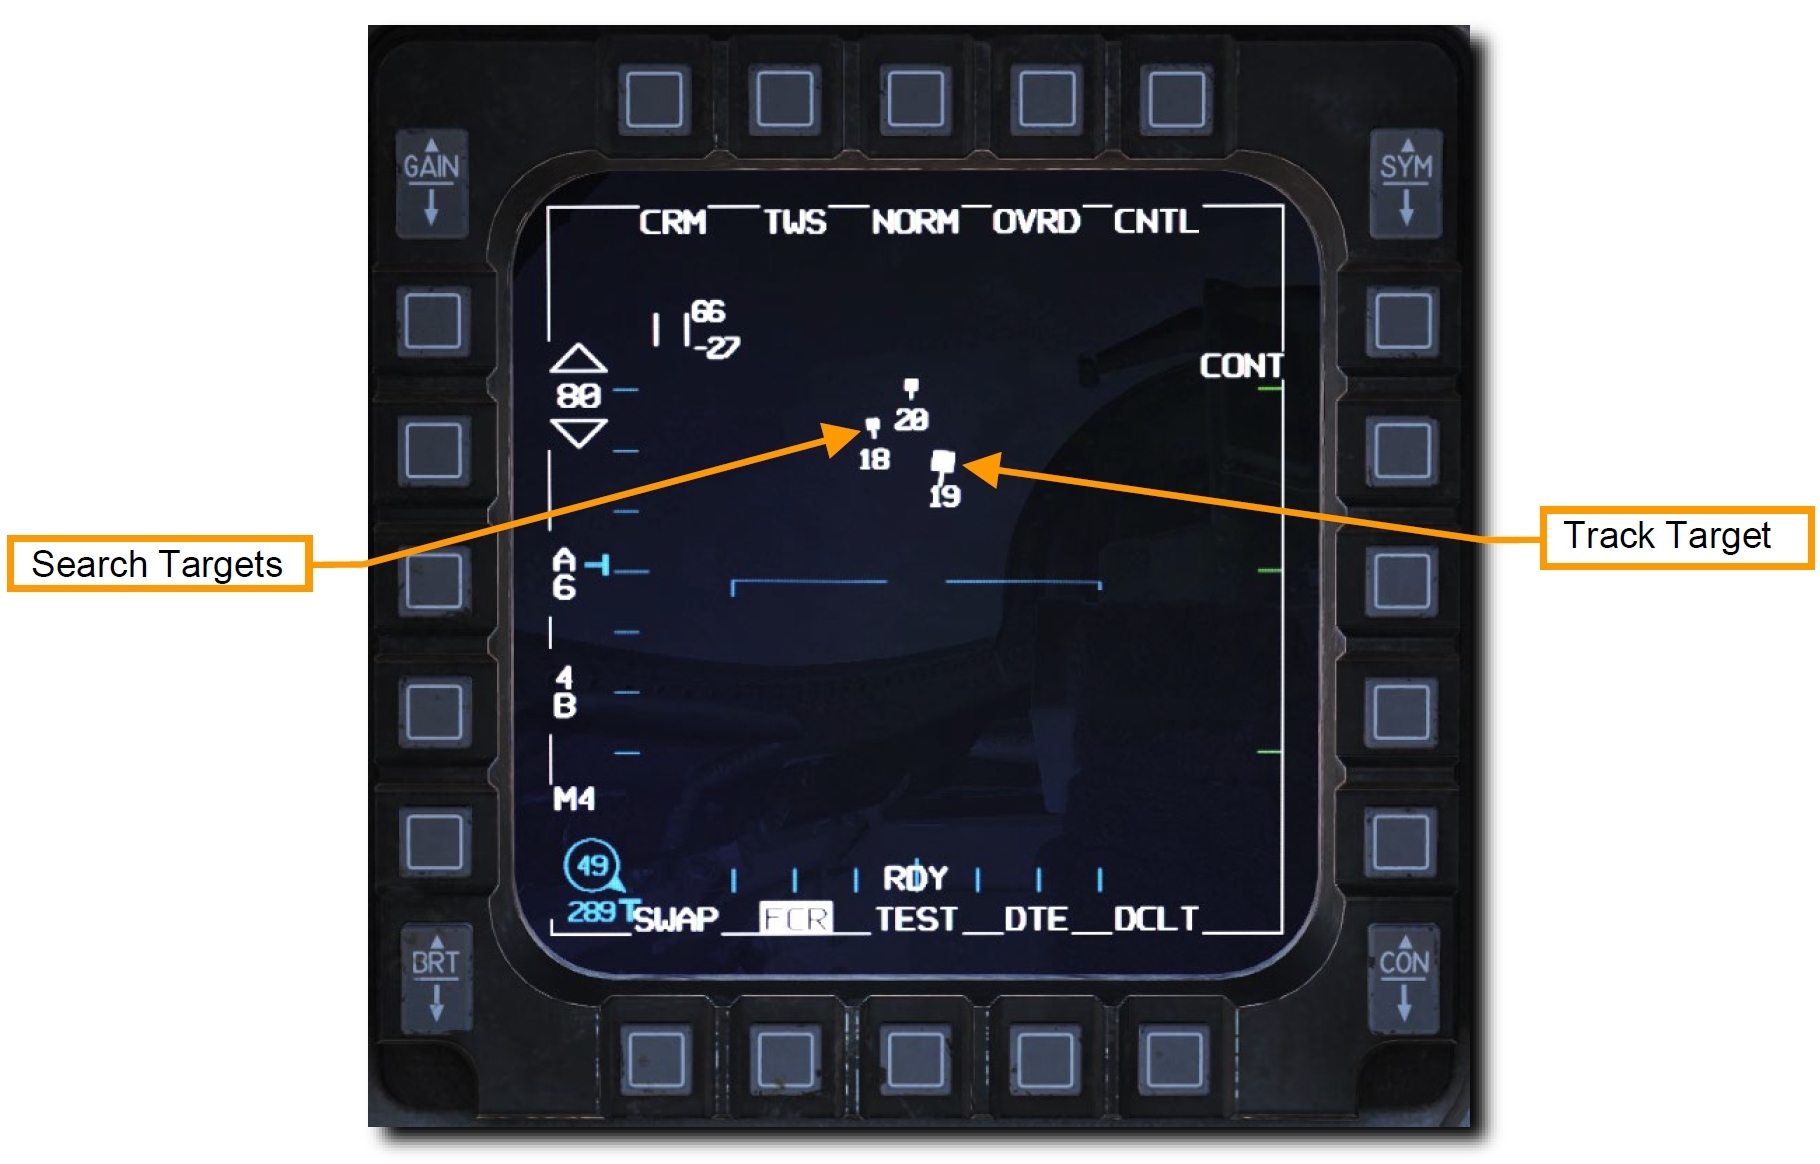 GAIN
SYM
CRM TWS NORM OVRD CNTL
66
-27
CONT
80
20
18
19
Search Targets
Track Target
A
6
4
B
M4
49
RDY
289T
SWAP FCR TEST DTE DCLT
BRT
CON